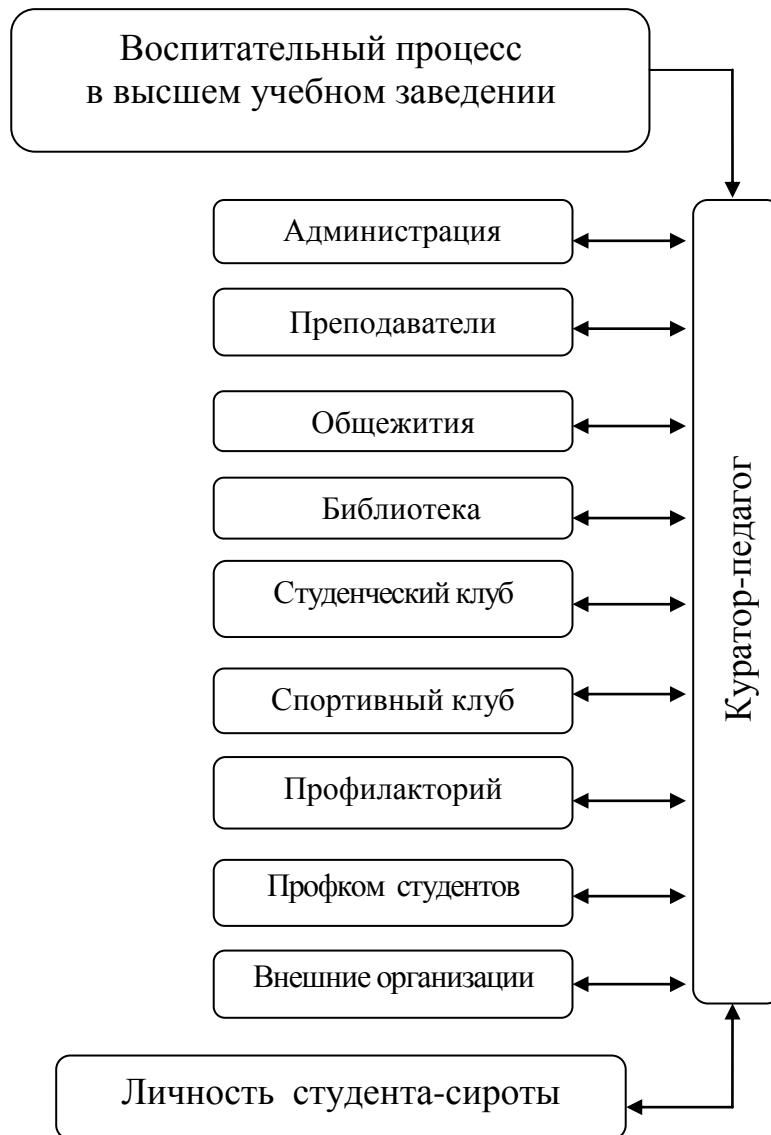 Воспитательный процесс
в высшем учебном заведении
Администрация
Преподаватели
Общежития
Библиотека
Студенческий клуб
Спортивный клуб
Профилакторий
Профком студентов
Внешние организации
Куратор-педагог
Личность студента-сироты